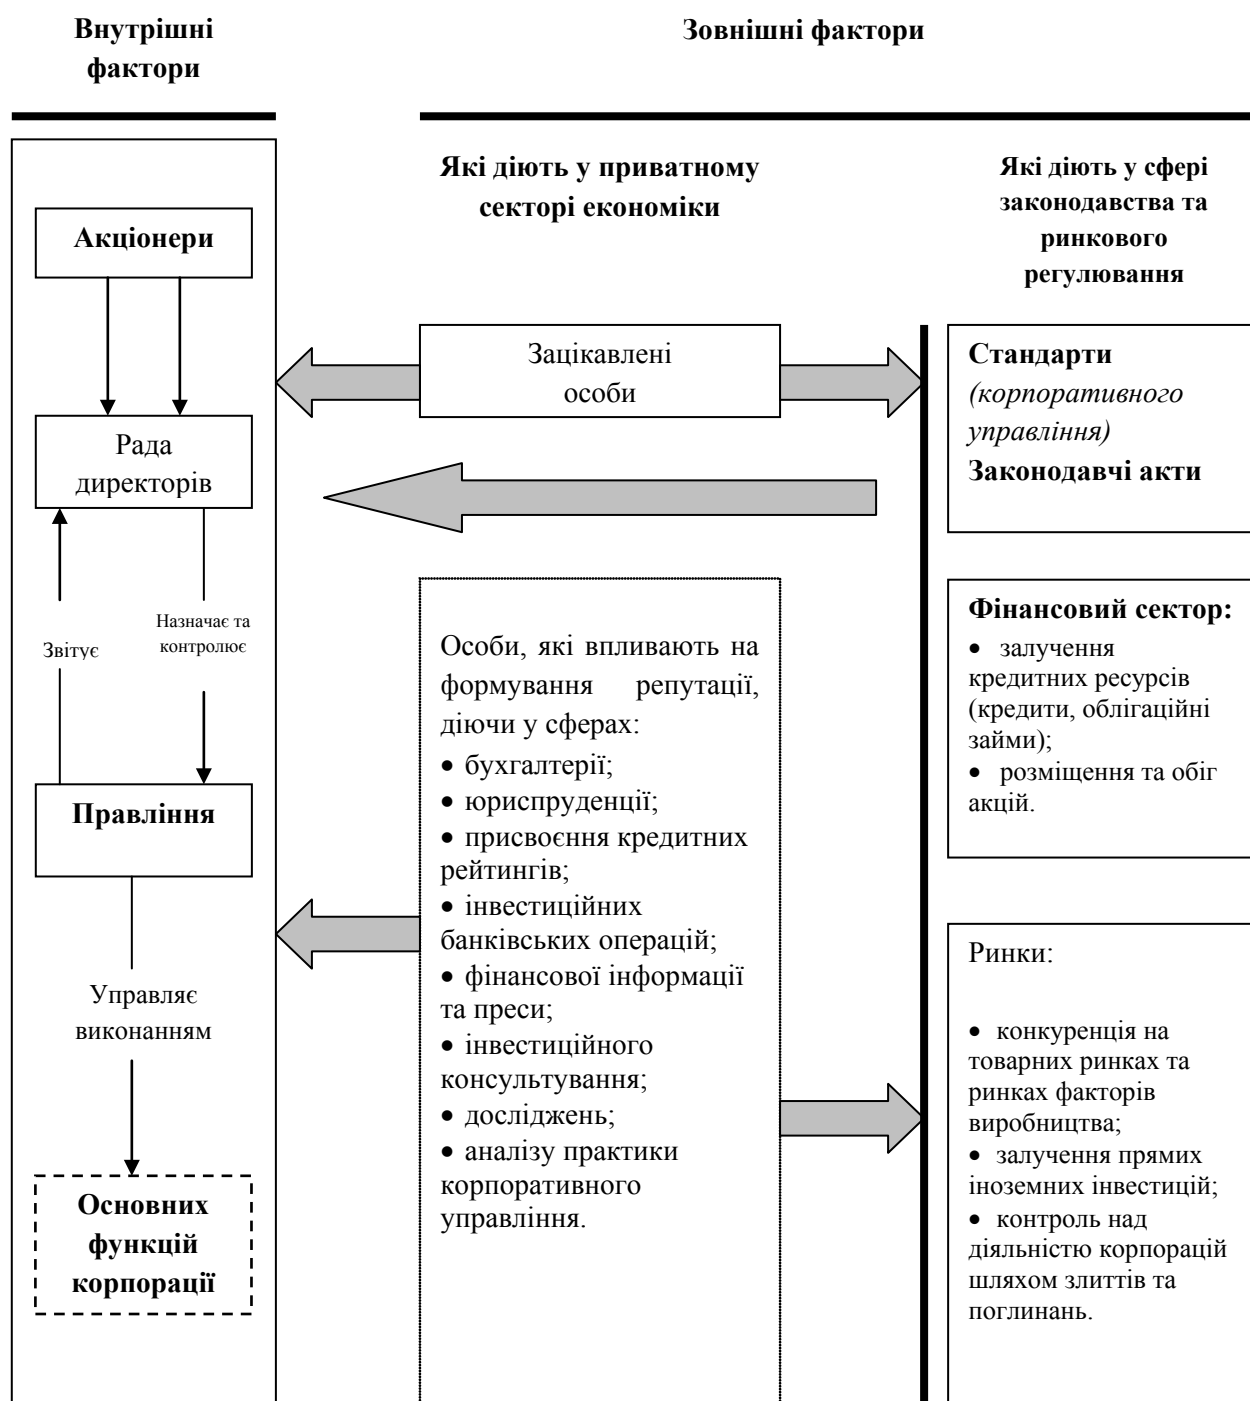 Внутрішні
фактори
Зовнішні фактори
Які діють у приватному
секторі економіки
Які діють у сфері
законодавства та
ринкового
регулювання
Акціонери
Рада
директорів
Звітує
Назначає та
контролює
Правління
Управляє
виконанням
Основних
функцій
корпорації
Зацікавлені
особи
Особи, які впливають на
формування репутації,
діючи у сферах:
• бухгалтерії;
• юриспруденції;
• присвоєння кредитних
рейтингів;
• інвестиційних
банківських операцій;
• фінансової інформації
та преси;
• інвестиційного
консультування;
• досліджень;
• аналізу практики
корпоративного
управління.
Стандарти
(корпоративного
управління)
Законодавчі акти
Фінансовий сектор:
• залучення
кредитних ресурсів
(кредити, облігаційні
займи);
• розміщення та обіг
акцій.
Ринки:
• конкуренція на
товарних ринках та
ринках факторів
виробництва;
• залучення прямих
іноземних інвестицій;
• контроль над
діяльністю корпорацій
шляхом злиттів та
поглинань.